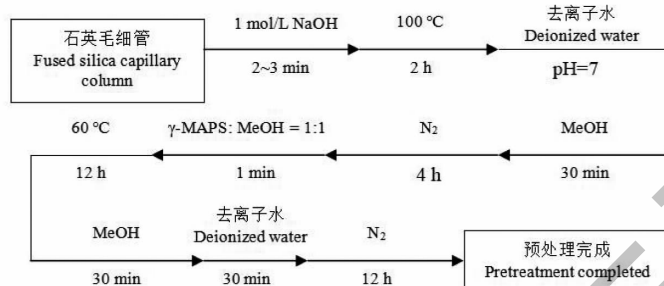 石英毛细管
Fused silica capillary
column
1 mol/L NaOH
2~3 min
100 ℃
2 h
去离子水
Deionized water
pH=7
MeOH
30 min
N₂
4 h
γ-MAPS: MeOH = 1:1
1 min
60 ℃
12 h
MeOH
30 min
去离子水
Deionized water
30 min
N₂
12 h
预处理完成
Pretreatment completed